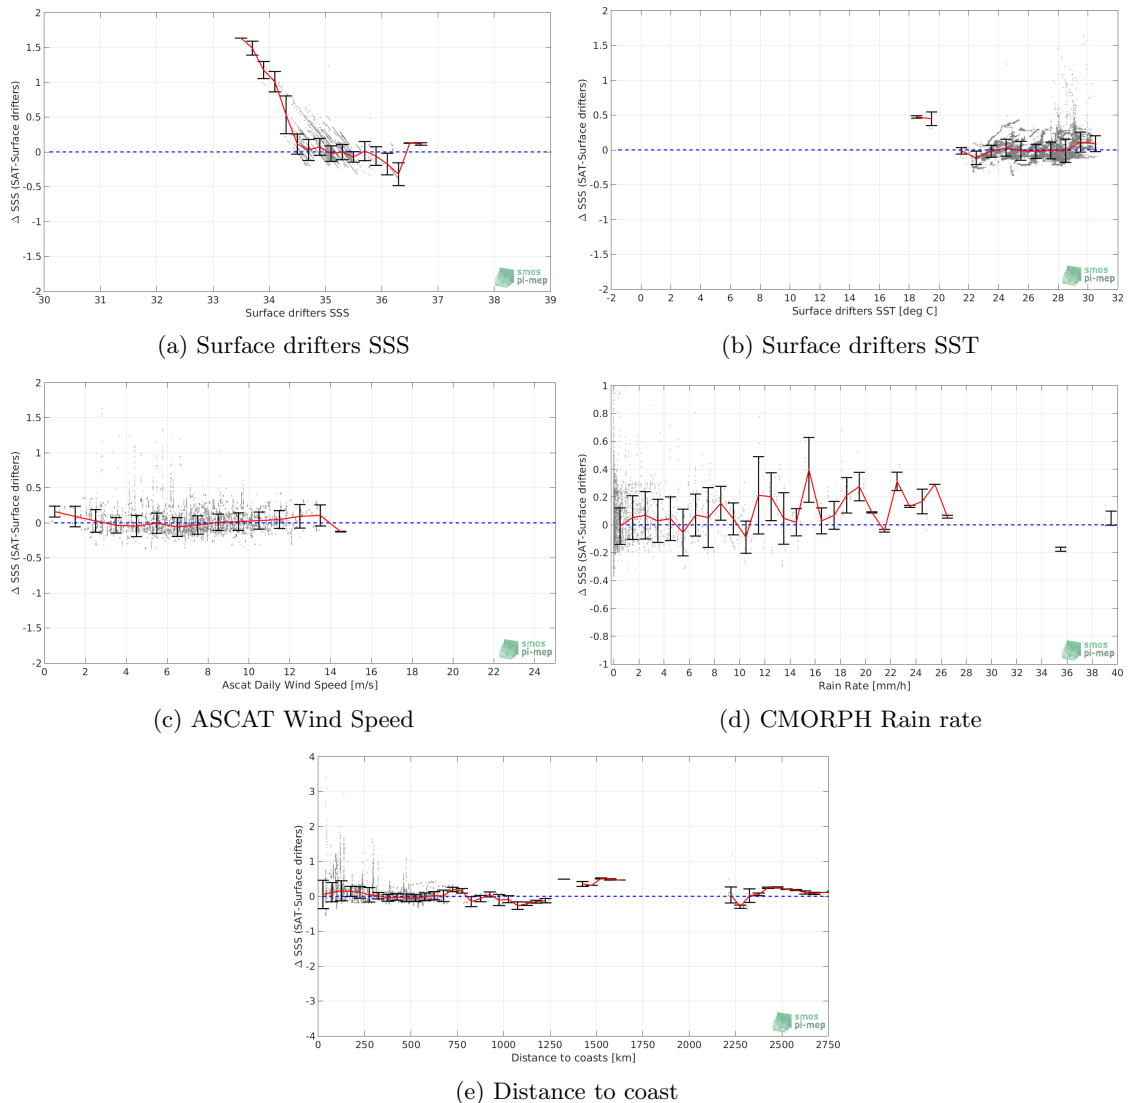 2
1.5
1
0.5
0
-0.5
-1
-1.5
-2
Δ SSS (SAT-Surface drifters)
30 31 32 33 34 35 36 37 38 39
Surface drifters SSS
smos
pi-mep
(a) Surface drifters SSS
2
1.5
1
0.5
0
-0.5
-1
-1.5
-2
Δ SSS (SAT-Surface drifters)
-2 0 2 4 6 8 10 12 14 16 18 20 22 24 26 28 30 32
Surface drifters SST [deg C]
smos
pi-mep
(b) Surface drifters SST
2
1.5
1
0.5
0
-0.5
-1
-1.5
-2
Δ SSS (SAT-Surface drifters)
0 2 4 6 8 10 12 14 16 18 20 22 24
Ascat Daily Wind Speed [m/s]
smos
pi-mep
(c) ASCAT Wind Speed
1
0.8
0.6
0.4
0.2
0
-0.2
-0.4
-0.6
-0.8
-1
Δ SSS (SAT-Surface drifters)
0 2 4 6 8 10 12 14 16 18 20 22 24 26 28 30 32 34 36 38 40
Rain Rate [mm/h]
smos
pi-mep
(d) CMORPH Rain rate
4
3
2
1
0
-1
-2
-3
-4
Δ SSS (SAT-Surface drifters)
0 250 500 750 1000 1250 1500 1750 2000 2250 2500 2750
Distance to coasts [km]
smos
pi-mep
(e) Distance to coast